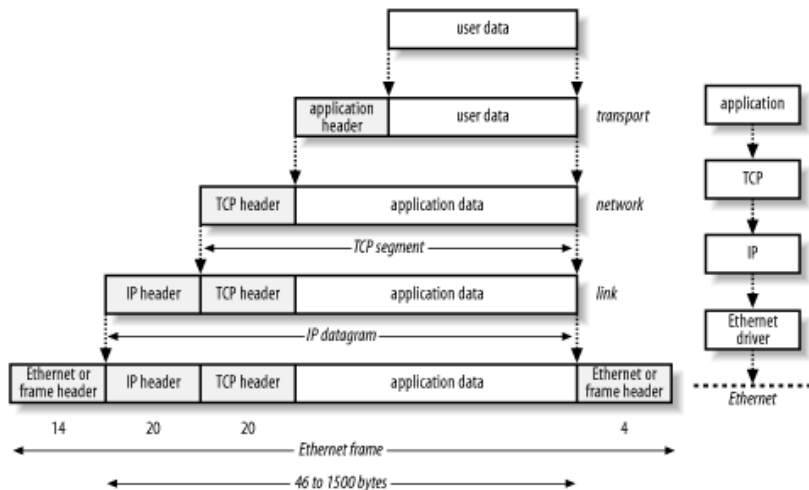 user data
application
header
user data
transport
application
TCP header
application data
network
TCP
TCP segment
IP header
TCP header
application data
link
IP
IP datagram
Ethernet
driver
Ethernet or
frame header
IP header
TCP header
application data
Ethernet or
frame header
Ethernet
14
20
20
4
Ethernet frame
46 to 1500 bytes